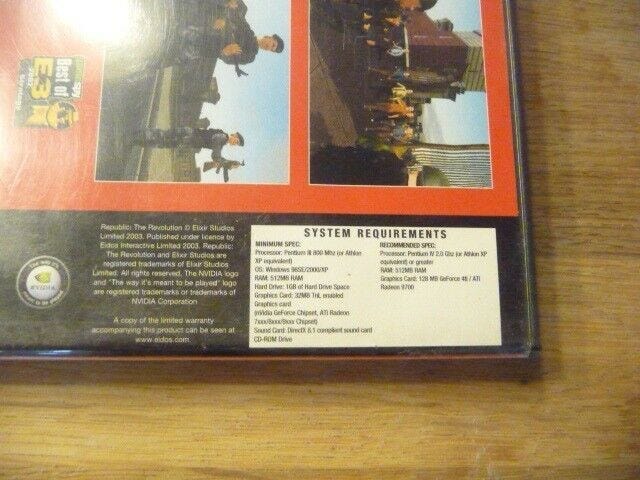 Best of
E3
Republic: The Revolution © Elixir Studios
Limited 2003. Published under licence by
Eidos Interactive Limited 2003. Republic:
The Revolution and Elixir Studios are
registered trademarks of Elixir Studios
Limited. All rights reserved. The NVIDIA logo
and "The way it's meant to be played" logo
are registered trademarks or trademarks of
NVIDIA Corporation
A copy of the limited warranty
accompanying this product can be seen at
www.eidos.com
NVIDIA
SYSTEM REQUIREMENTS
MINIMUM SPEC:
Processor: Pentium III 800 Mhz (or Athlon
XP equivalent)
OS: Windows 98SE/2000/XP
RAM: 512MB RAM
Hard Drive: 1GB of Hard Drive Space
Graphics Card: 32MB TnL enabled
Graphics card
(nVidia GeForce Chipset, ATI Radeon
7xxx/8xxx/9xxx Chipset)
Sound Card: DirectX 8.1 compliant sound card
CD-ROM Drive
RECOMMENDED SPEC:
Processor: Pentium IV 2.0 Ghz (or Athlon XP
equivalent) or greater
RAM: 512MB RAM
Graphics Card: 128 MB GeForce 4ti / ATI
Radeon 9700